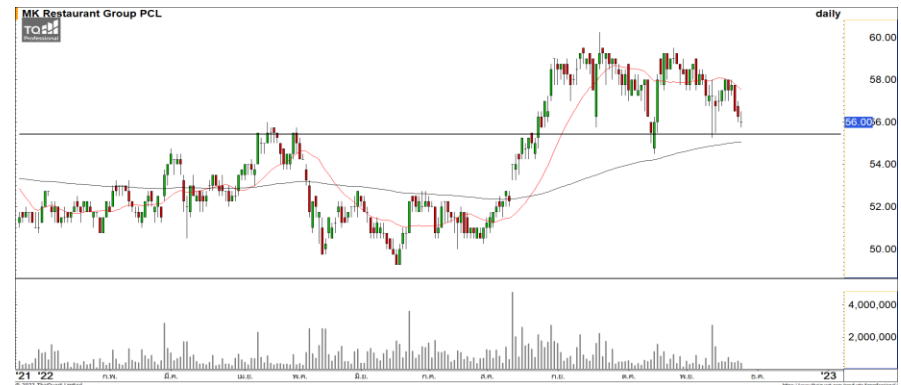 MK Restaurant Group PCL daily
TQ
Professional
60.00
58.00
56.00 56.00
54.00
52.00
50.00
4,000,000
2,000,000
'21 '22 ก.พ. มี.ค. เม.ย. พ.ค. มิ.ย. ก.ค. ส.ค. ก.ย. ต.ค. พ.ย. ธ.ค. '23